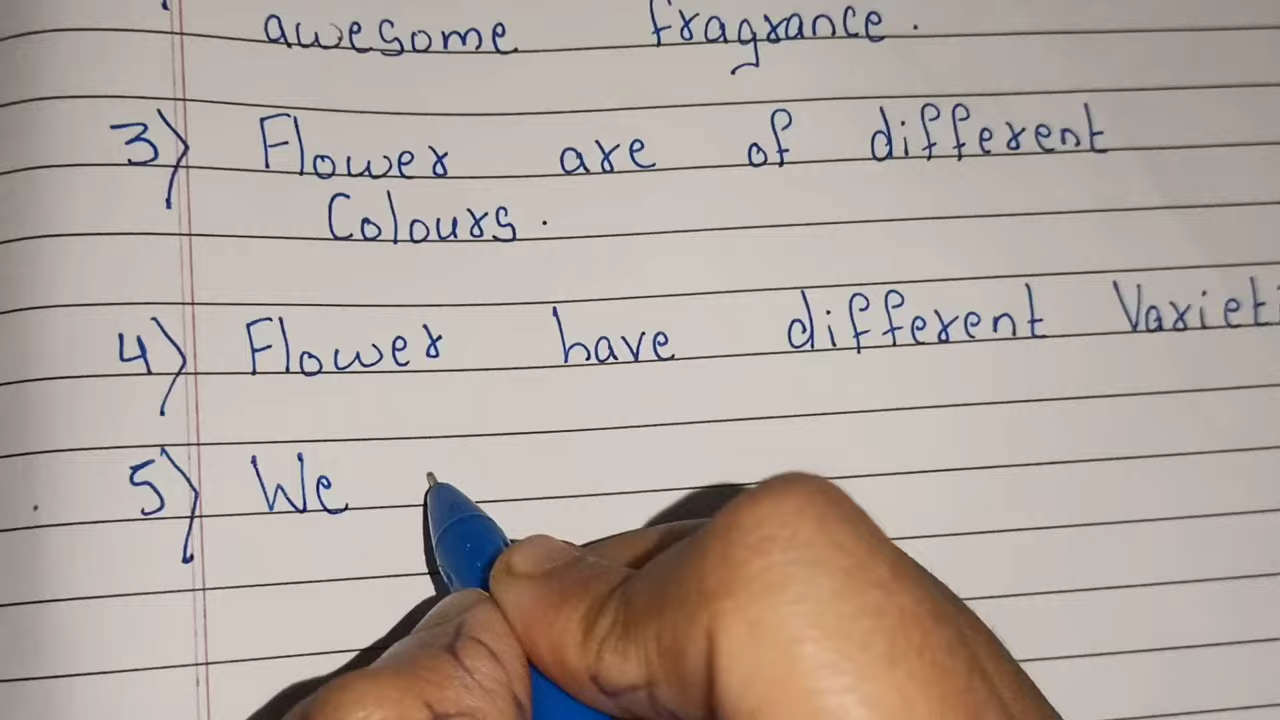 awesome fragrance.
3) Flower are of different
Colours.
4) Flower have different
5) We